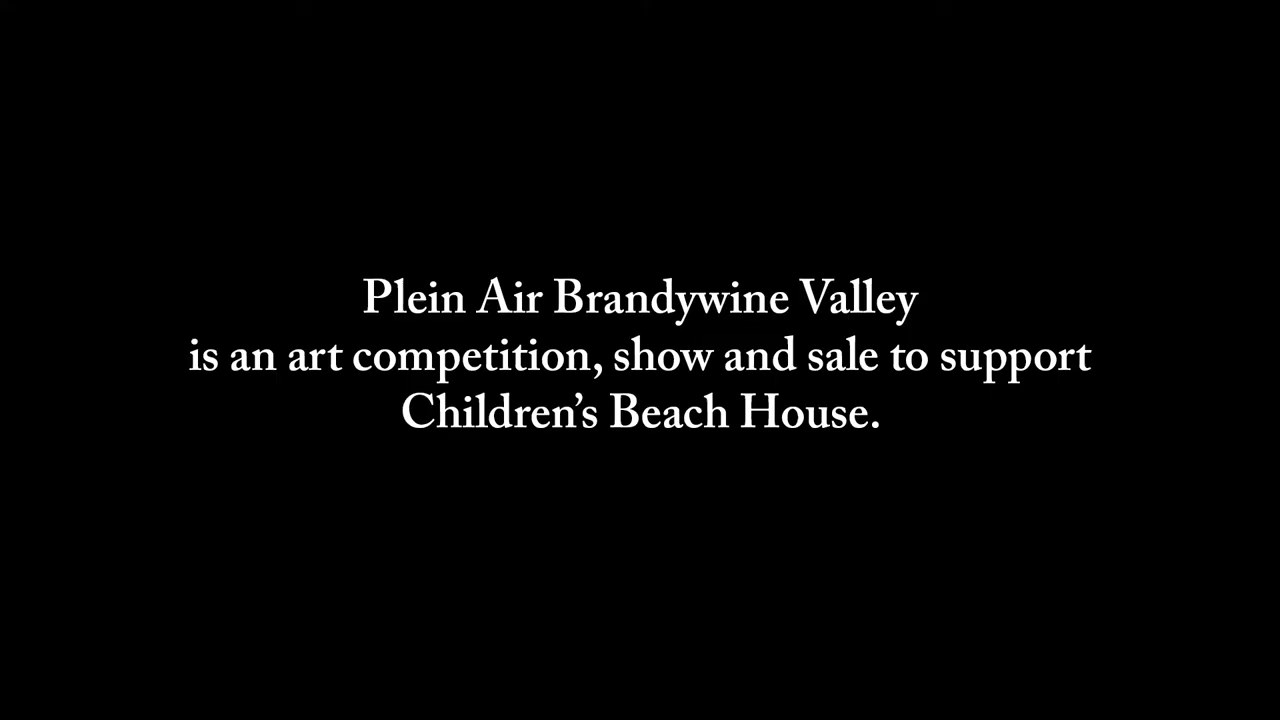 Plein Air Brandywine Valley
is an art competition, show and sale to support
Children’s Beach House.